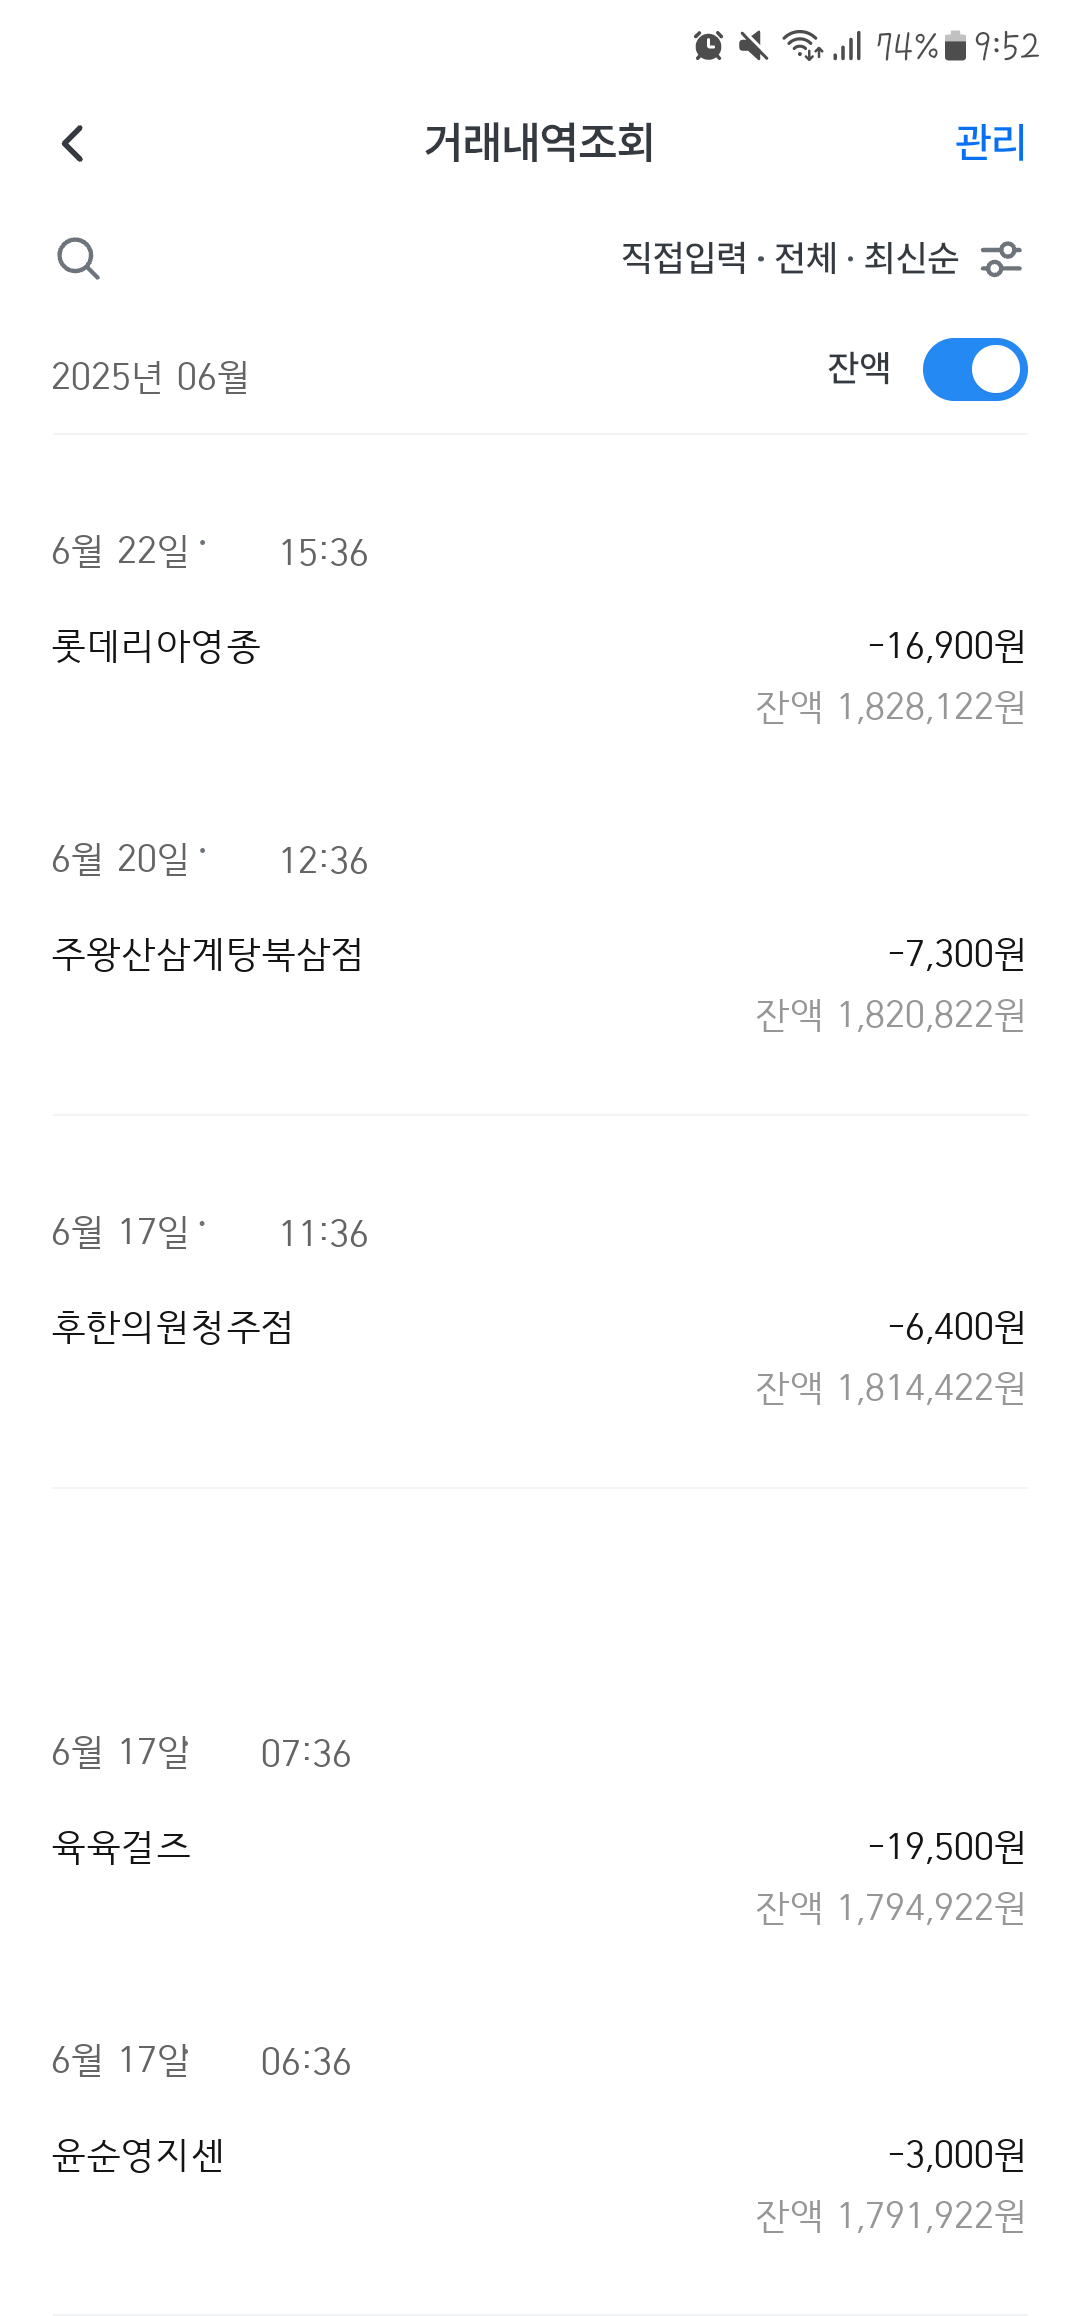 74% 9:52
거래내역조회 관리
직접입력 · 전체 · 최신순
2025년 06월 잔액
6월 22일· 15:36
롯데리아영종 -16,900원
잔액 1,828,122원
6월 20일· 12:36
주왕산삼계탕북삼점 -7,300원
잔액 1,820,822원
6월 17일· 11:36
후한의원청주점 -6,400원
잔액 1,814,422원
6월 17일· 07:36
육육걸즈 -19,500원
잔액 1,794,922원
6월 17일· 06:36
윤순영지센 -3,000원
잔액 1,791,922원